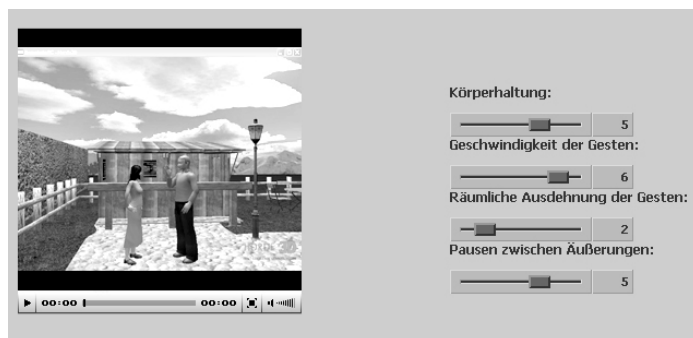 Körperhaltung:
5
Geschwindigkeit der Gesten:
6
Räumliche Ausdehnung der Gesten:
2
Pausen zwischen Äußerungen:
5
00:00 00:00